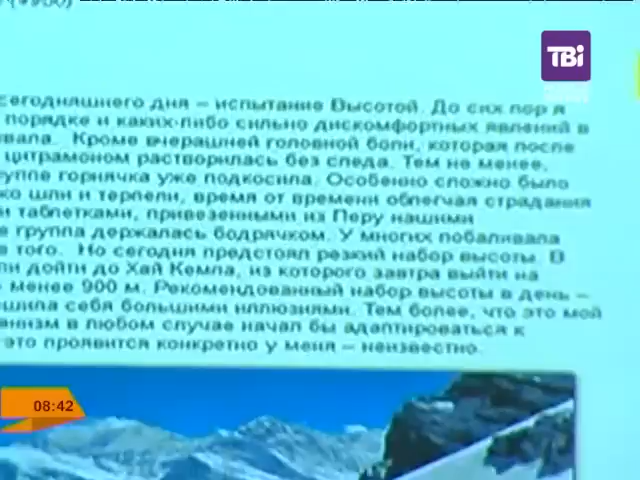 (4930)
ТВі
сегодняшнего дня – испытание Высотой. До сих пор я
порядке и каких-либо сильно дискомфортных явлений в
вала. Кроме вчерашней головной боли, которая после
цитрамоном растворилась без следа. Тем не менее,
уппе горнячка уже подкосила. Особенно сложно было
ко шли и терпели, время от времени облегчая страдания
и таблетками, привезенными из Перу нашими
в группа держалась бодрячком. У многих побаливала
в того. Но сегодня предстоял резкий набор высоты. В
ли дойти до Хай Кемпа, из которого завтра выйти на
менее 900 м. Рекомендованный набор высоты в день –
шила себя большими иллюзиями. Тем более, что это мой
анизм в любом случае начал бы адаптироваться к
это проявится конкретно у меня – неизвестно.
08:42